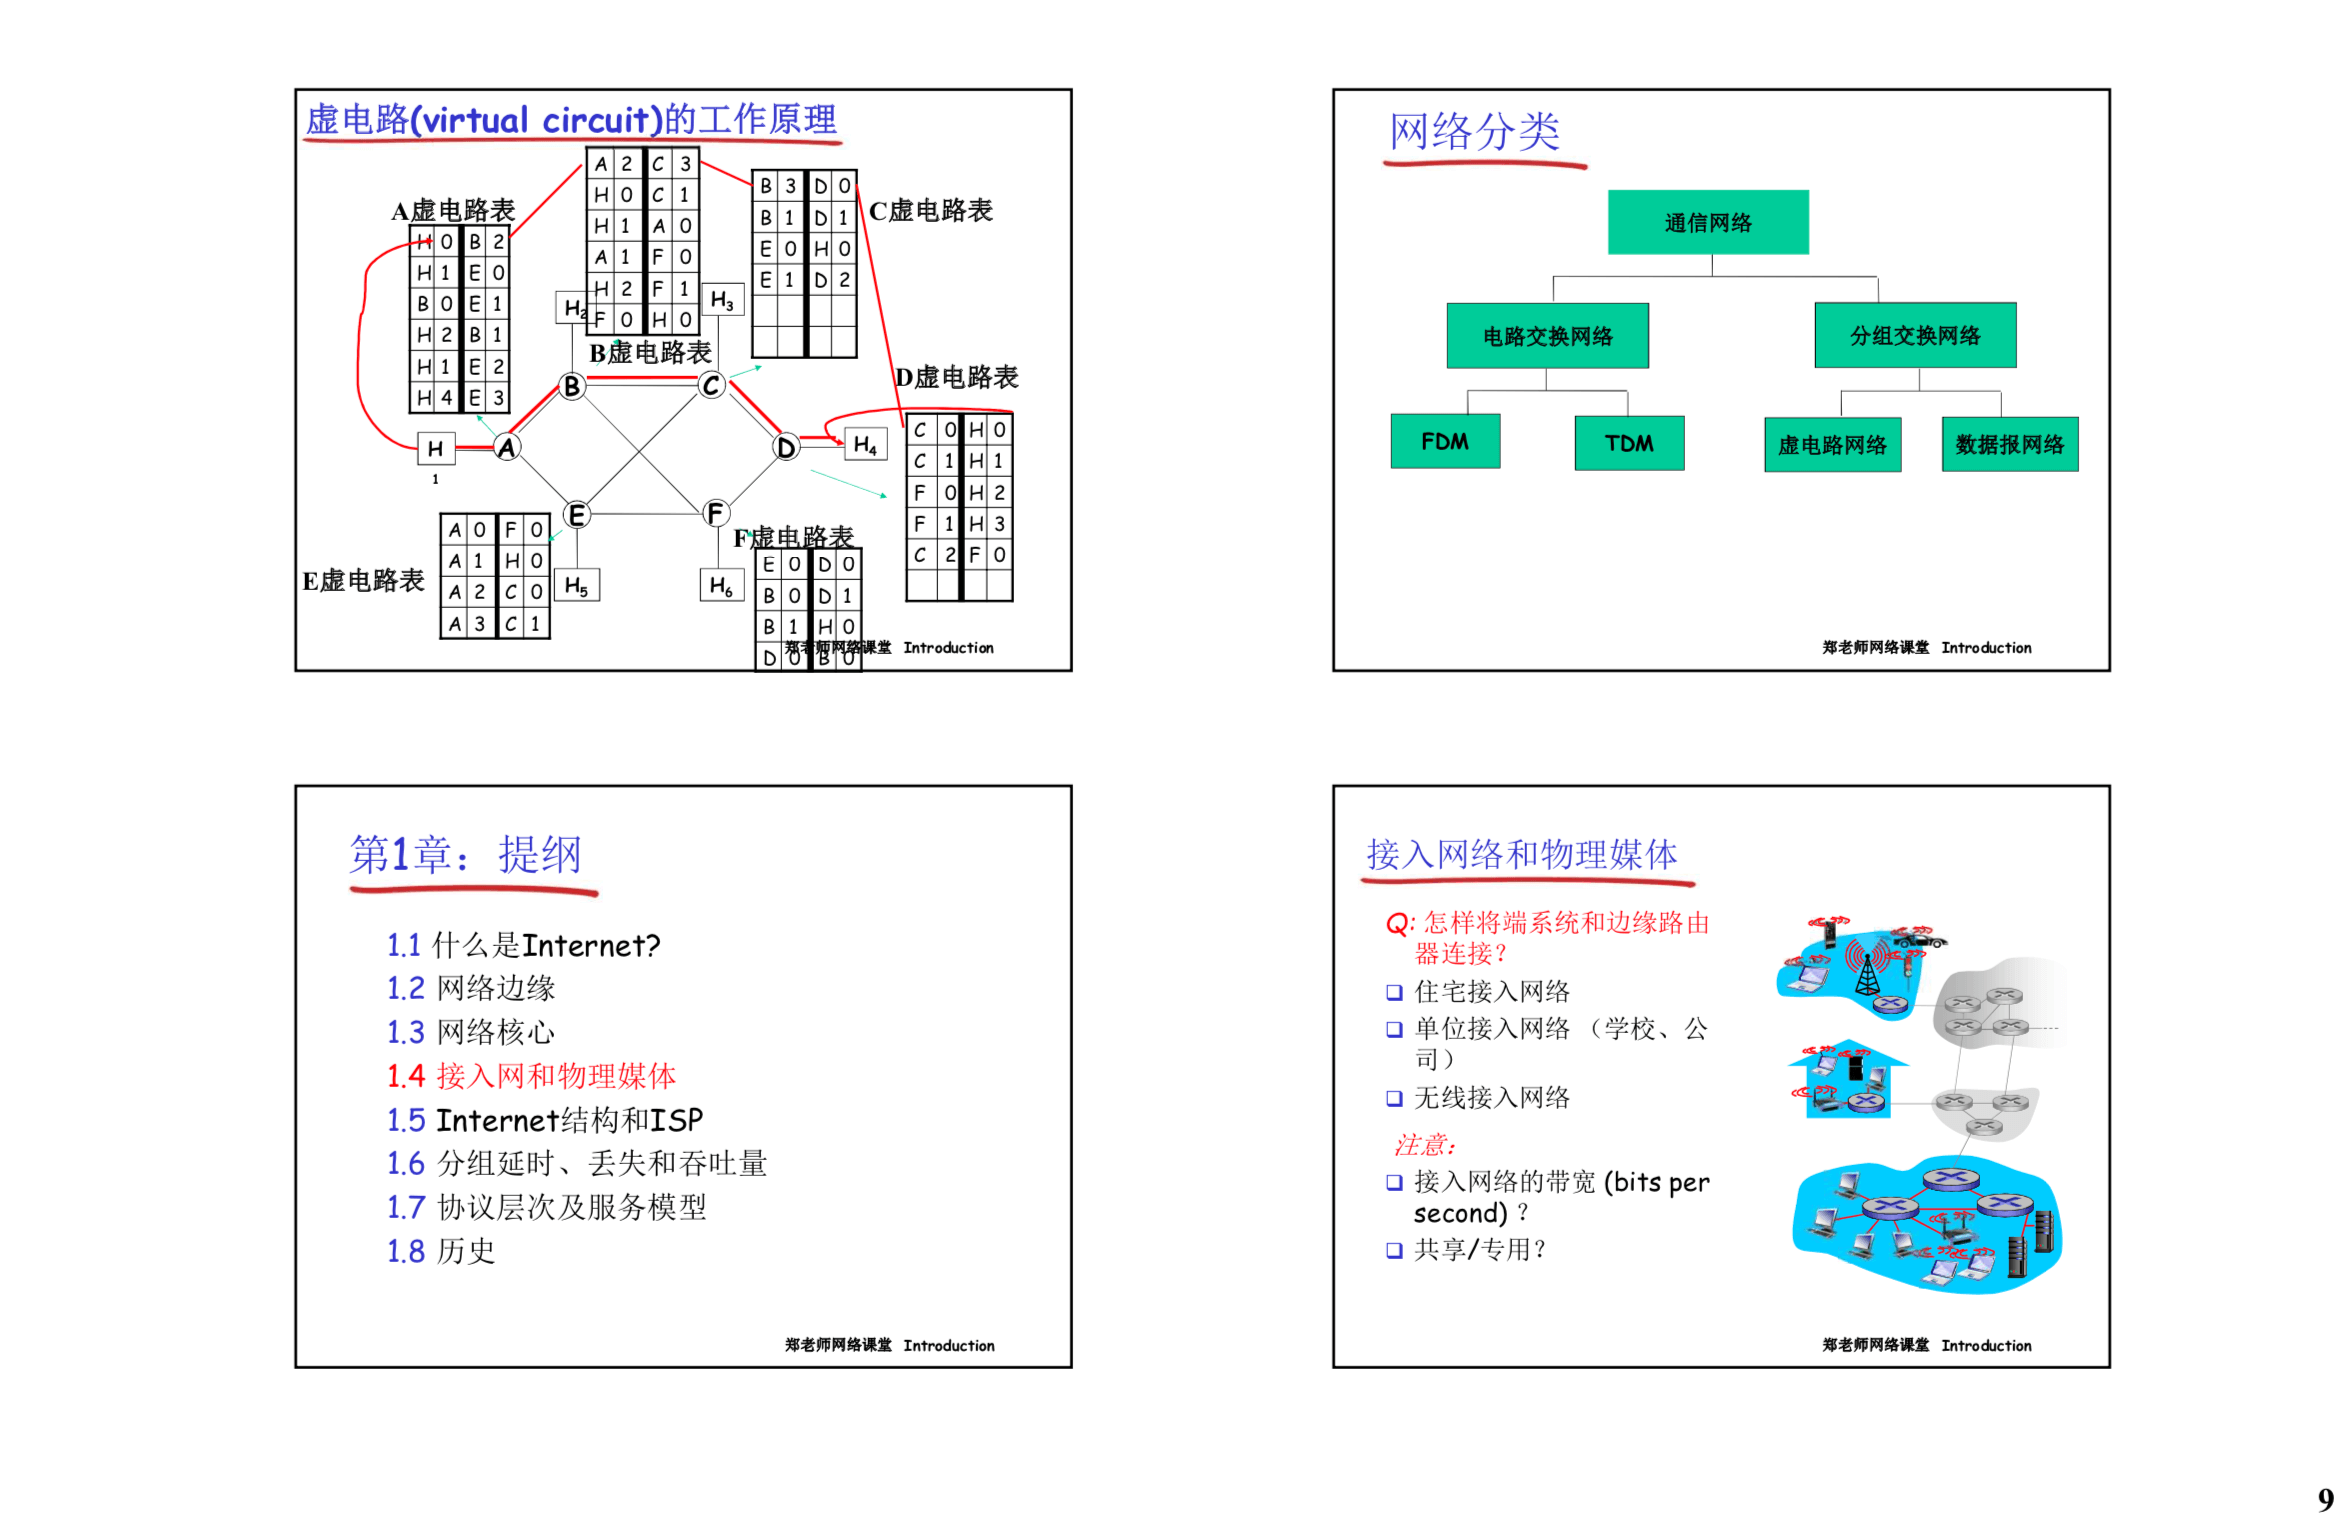 虚电路(virtual circuit)的工作原理
A虚电路表
H 0 B 2
H 1 E 0
B 0 E 1
H 2 B 1
H 1 E 2
H 4 E 3
A 2 C 3
H 0 C 1
H 1 A 0
A 1 F 0
H 2 F 1
F 0 H 0
B虚电路表
B 3 D 0
B 1 D 1
E 0 H 0
E 1 D 2
C虚电路表
D虚电路表
C 0 H 0
C 1 H 1
F 0 H 2
F 1 H 3
C 2 F 0
H2
H3
B
C
H
1
A
D
H4
E
F
H5
H6
E虚电路表
A 0 F 0
A 1 H 0
A 2 C 0
A 3 C 1
F虚电路表
E 0 D 0
B 0 D 1
B 1 H 0
D 0 B 0
郑老师网络课堂 Introduction
网络分类
通信网络
电路交换网络
分组交换网络
FDM
TDM
虚电路网络
数据报网络
郑老师网络课堂 Introduction
第1章：提纲
1.1 什么是Internet?
1.2 网络边缘
1.3 网络核心
1.4 接入网和物理媒体
1.5 Internet结构和ISP
1.6 分组延时、丢失和吞吐量
1.7 协议层次及服务模型
1.8 历史
郑老师网络课堂 Introduction
接入网络和物理媒体
Q: 怎样将端系统和边缘路由
器连接？
❑ 住宅接入网络
❑ 单位接入网络 （学校、公
司）
❑ 无线接入网络
注意：
❑ 接入网络的带宽 (bits per
second) ？
❑ 共享/专用？
郑老师网络课堂 Introduction
9